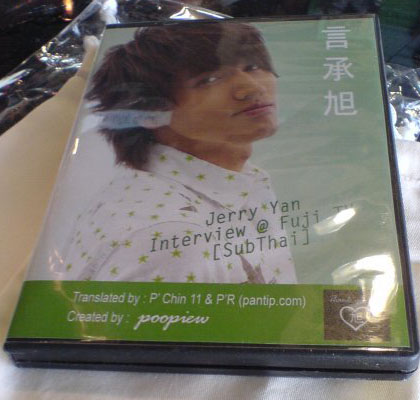 言承旭
Jerry Yan
Interview @ Fuji TV
[SubThai]
Translated by : P' Chin 11 & P'R (pantip.com)
Created by : poopiew